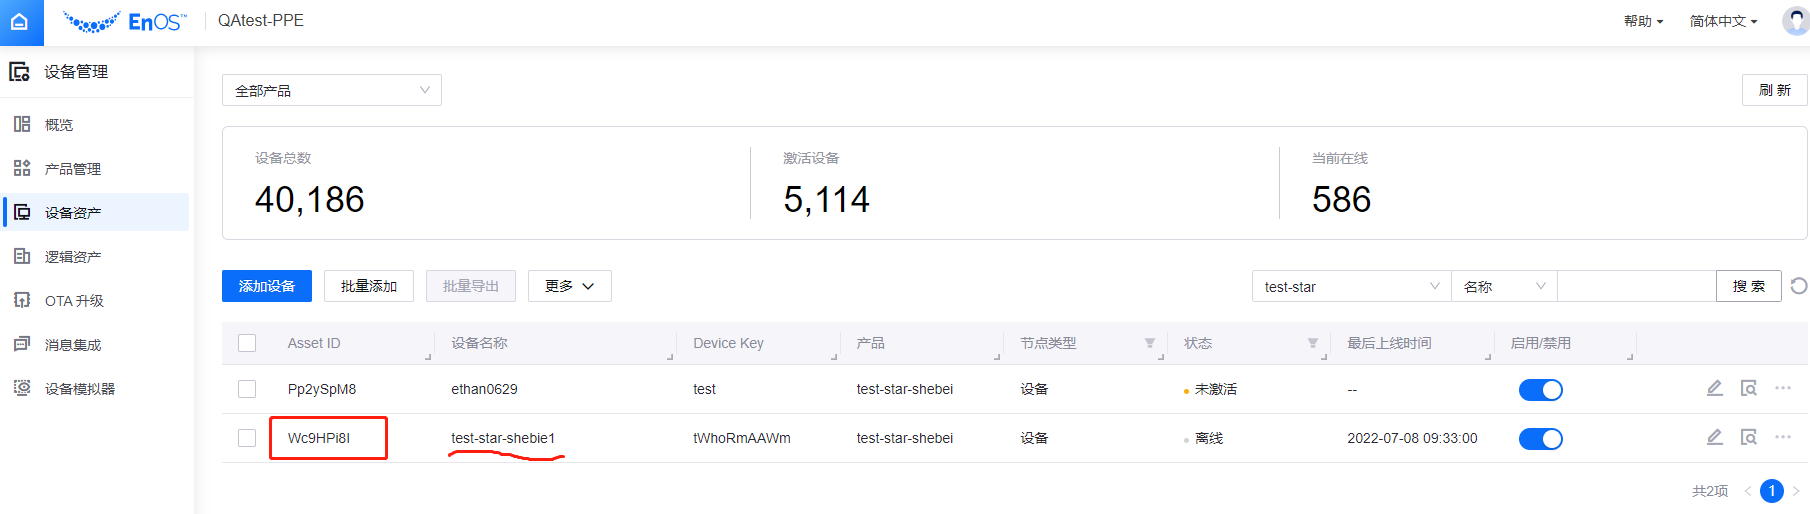 EnOS™ QAtest-PPE 帮助 简体中文
设备管理
概览
产品管理
设备资产
逻辑资产
OTA 升级
消息集成
设备模拟器
全部产品 刷新
设备总数 激活设备 当前在线
40,186 5,114 586
添加设备 批量添加 批量导出 更多 test-star 名称 搜索
Asset ID 设备名称 Device Key 产品 节点类型 状态 最后上线时间 启用/禁用
Pp2ySpM8 ethan0629 test test-star-shebei 设备 未激活 --
Wc9HPi8I test-star-shebie1 tWhoRmAAWm test-star-shebei 设备 离线 2022-07-08 09:33:00
共2项 < 1 >